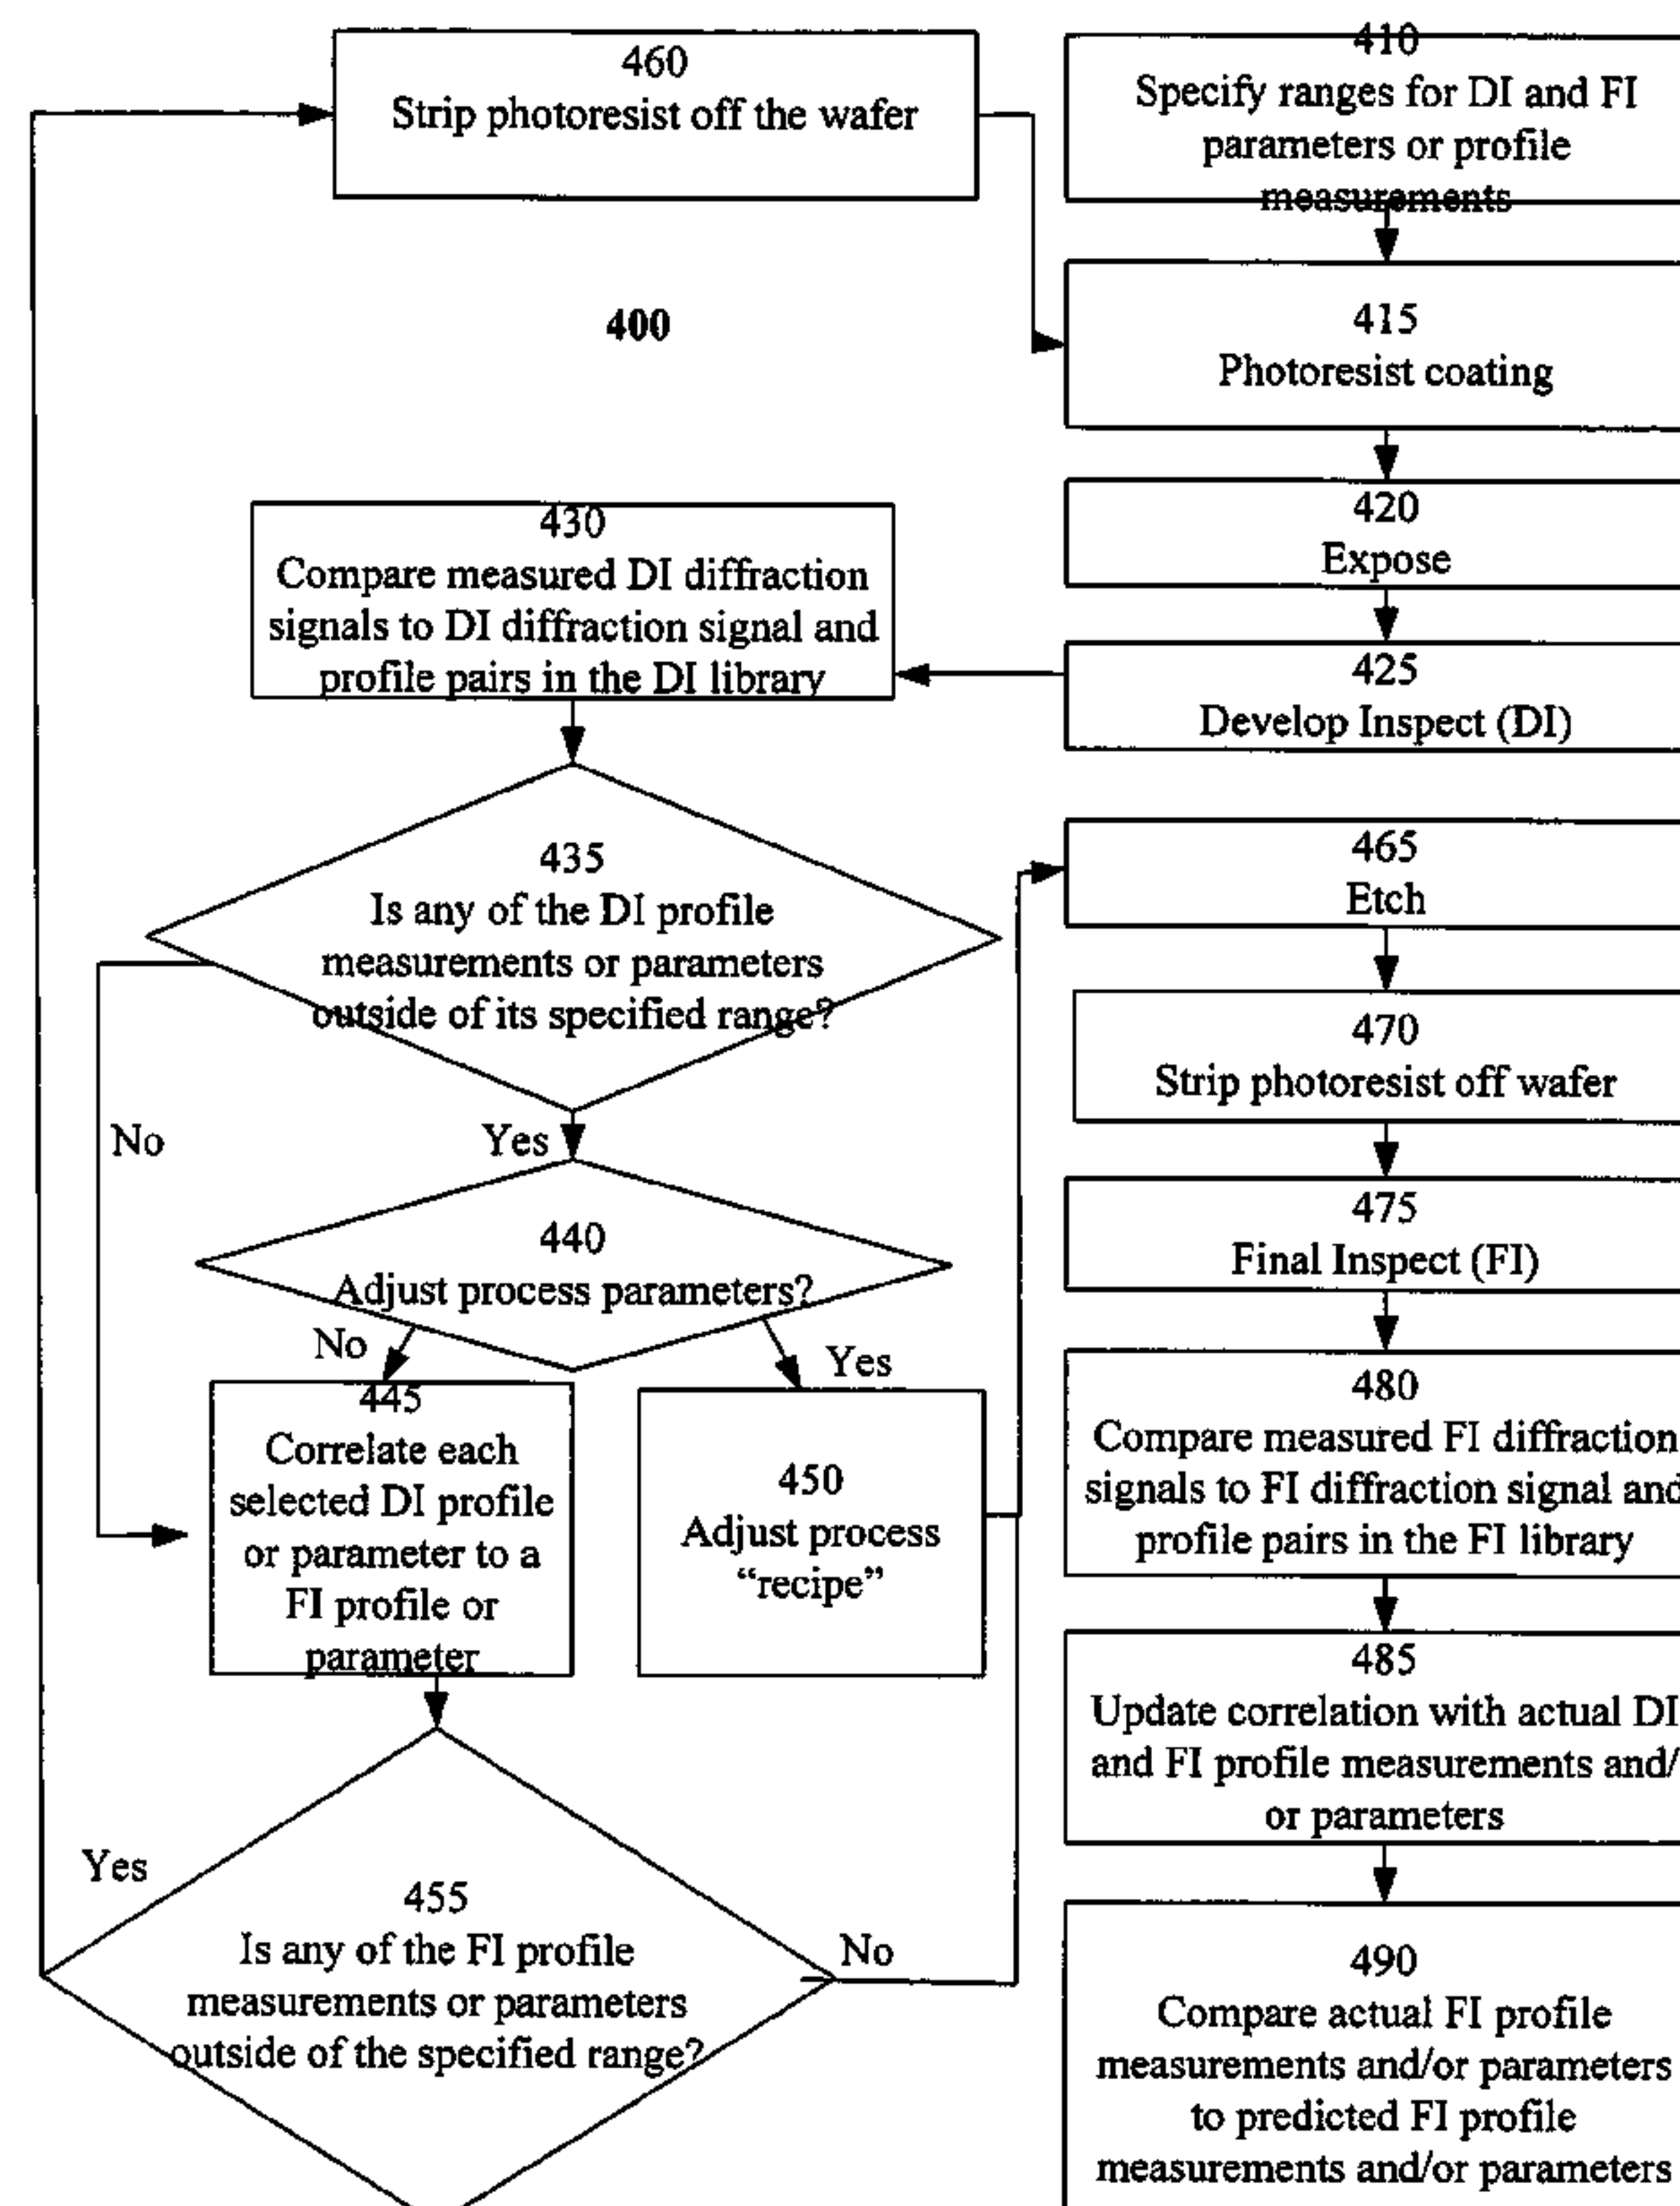 460
Strip photoresist off the wafer
410
Specify ranges for DI and FI
parameters or profile
measurements
400
415
Photoresist coating
420
Expose
430
Compare measured DI diffraction
signals to DI diffraction signal and
profile pairs in the DI library
425
Develop Inspect (DI)
435
Is any of the DI profile
measurements or parameters
outside of its specified range?
No
Yes
465
Etch
470
Strip photoresist off wafer
440
Adjust process parameters?
No
Yes
475
Final Inspect (FI)
445
Correlate each
selected DI profile
or parameter to a
FI profile or
parameter
450
Adjust process
“recipe”
480
Compare measured FI diffraction
signals to FI diffraction signal and
profile pairs in the FI library
485
Update correlation with actual DI
and FI profile measurements and/
or parameters
Yes
455
Is any of the FI profile
measurements or parameters
outside of the specified range?
No
490
Compare actual FI profile
measurements and/or parameters
to predicted FI profile
measurements and/or parameters